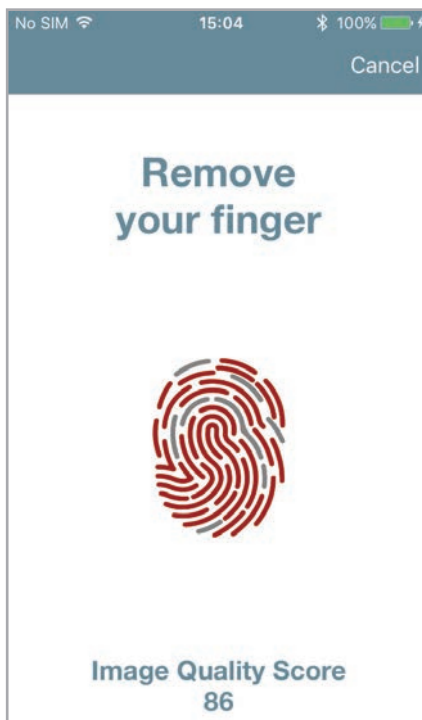 No SIM 15:04 100%
Cancel
Remove
your finger
Image Quality Score
86